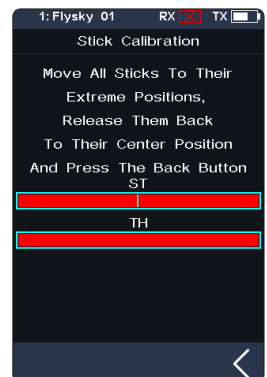 1: Flysky 01 RX TX
Stick Calibration
Move All Sticks To Their
Extreme Positions,
Release Them Back
To Their Center Position
And Press The Back Button
ST
TH